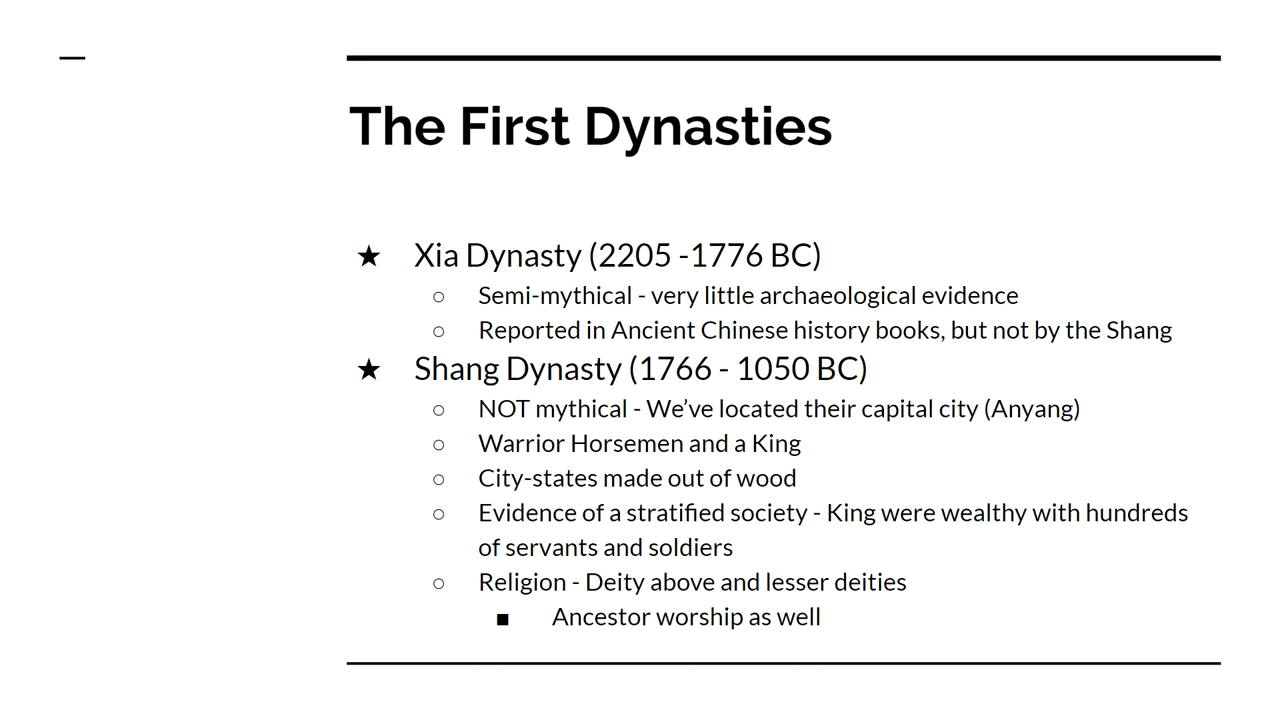 The First Dynasties
★ Xia Dynasty (2205 -1776 BC)
○ Semi-mythical - very little archaeological evidence
○ Reported in Ancient Chinese history books, but not by the Shang
★ Shang Dynasty (1766 - 1050 BC)
○ NOT mythical - We’ve located their capital city (Anyang)
○ Warrior Horsemen and a King
○ City-states made out of wood
○ Evidence of a stratified society - King were wealthy with hundreds
of servants and soldiers
○ Religion - Deity above and lesser deities
■ Ancestor worship as well